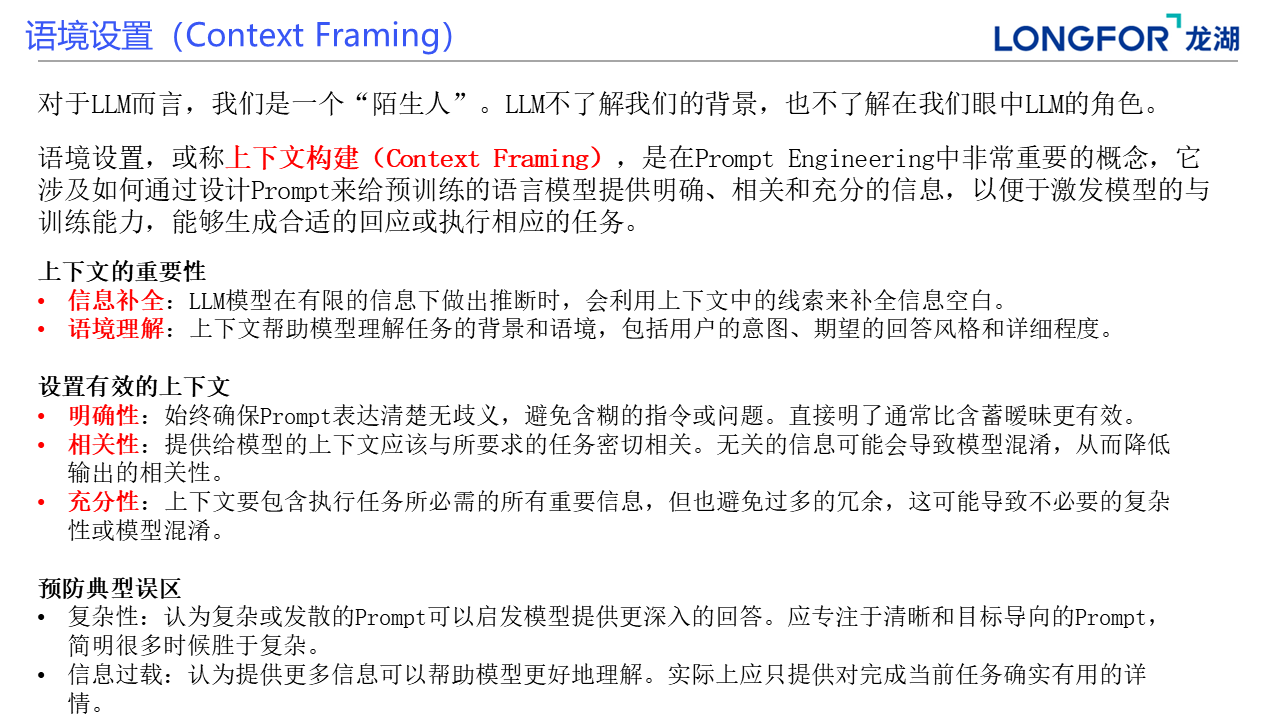 语境设置（Context Framing）
LONGFOR 龙湖
对于LLM而言，我们是一个“陌生人”。LLM不了解我们的背景，也不了解在我们眼中LLM的角色。
语境设置，或称上下文构建（Context Framing），是在Prompt Engineering中非常重要的概念，它
涉及如何通过设计Prompt来给预训练的语言模型提供明确、相关和充分的信息，以便于激发模型的与
训练能力，能够生成合适的回应或执行相应的任务。
上下文的重要性
• 信息补全：LLM模型在有限的信息下做出推断时，会利用上下文中的线索来补全信息空白。
• 语境理解：上下文帮助模型理解任务的背景和语境，包括用户的意图、期望的回答风格和详细程度。
设置有效的上下文
• 明确性：始终确保Prompt表达清楚无歧义，避免含糊的指令或问题。直接明了通常比含蓄暧昧更有效。
• 相关性：提供给模型的上下文应该与所要求的任务密切相关。无关的信息可能会导致模型混淆，从而降低
输出的相关性。
• 充分性：上下文要包含执行任务所必需的所有重要信息，但也避免过多的冗余，这可能导致不必要的复杂
性或模型混淆。
预防典型误区
• 复杂性：认为复杂或发散的Prompt可以启发模型提供更深入的回答。应专注于清晰和目标导向的Prompt，
简明很多时候胜于复杂。
• 信息过载：认为提供更多信息可以帮助模型更好地理解。实际上应只提供对完成当前任务确实有用的详
情。